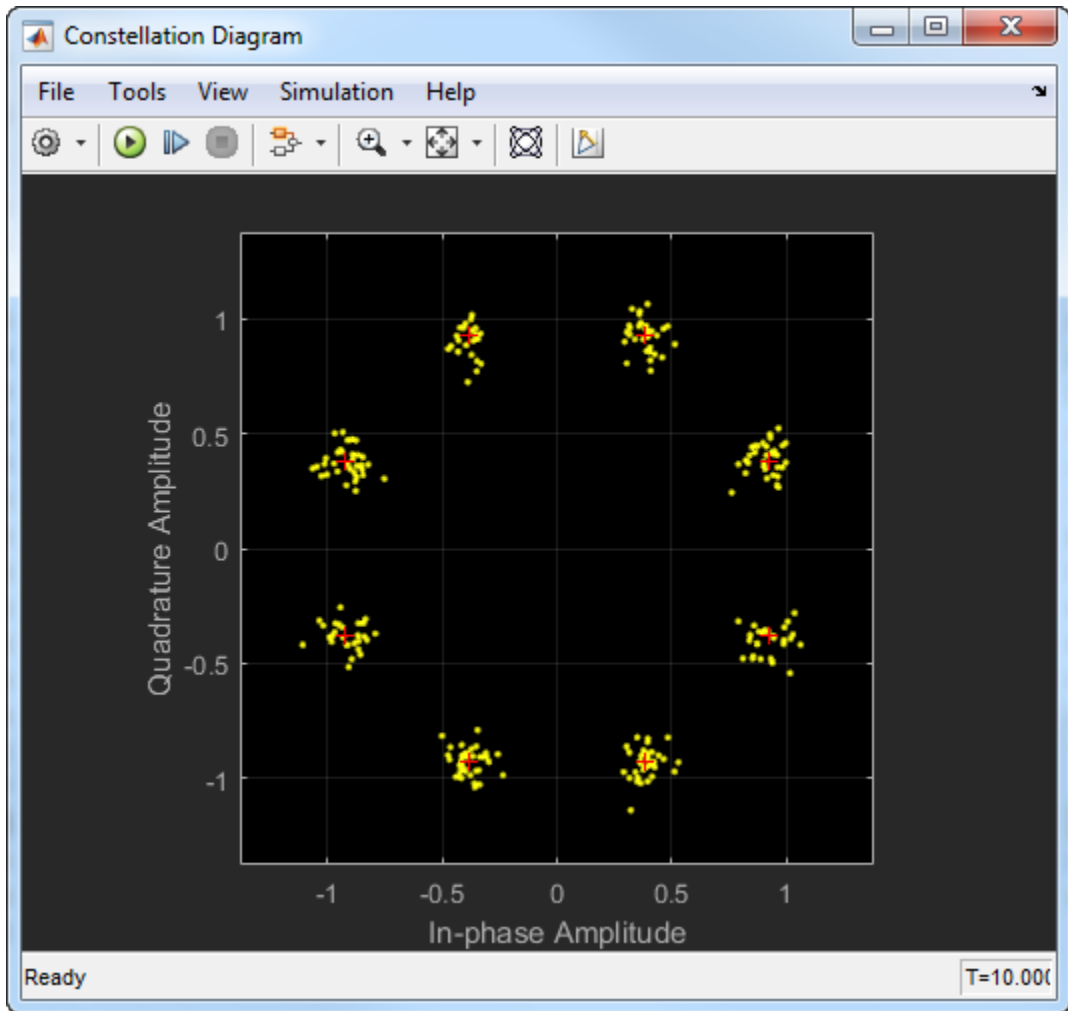 Constellation Diagram
File Tools View Simulation Help
1
0.5
0
-0.5
-1
Quadrature Amplitude
-1 -0.5 0 0.5 1
In-phase Amplitude
Ready
T=10.000